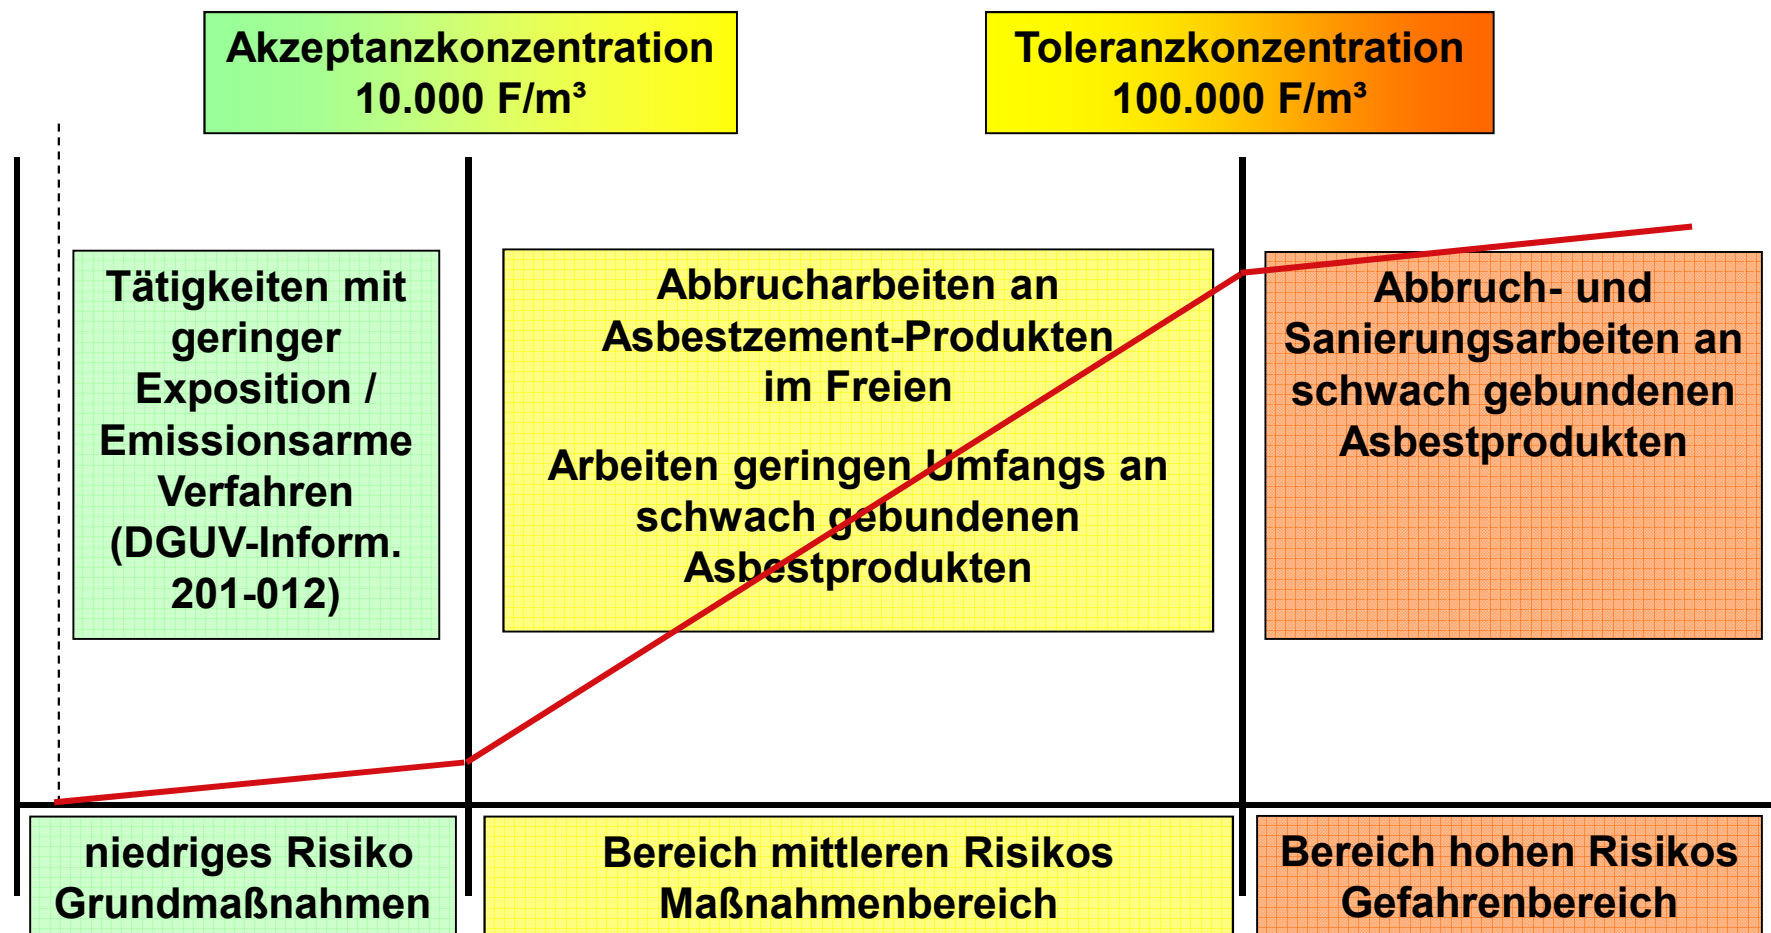 Akzeptanzkonzentration
10.000 F/m³
Toleranzkonzentration
100.000 F/m³
Tätigkeiten mit
geringer
Exposition /
Emissionsarme
Verfahren
(DGUV-Inform.
201-012)
Abbrucharbeiten an
Asbestzement-Produkten
im Freien
Arbeiten geringen Umfangs an
schwach gebundenen
Asbestprodukten
Abbruch- und
Sanierungsarbeiten an
schwach gebundenen
Asbestprodukten
niedriges Risiko
Grundmaßnahmen
Bereich mittleren Risikos
Maßnahmenbereich
Bereich hohen Risikos
Gefahrenbereich